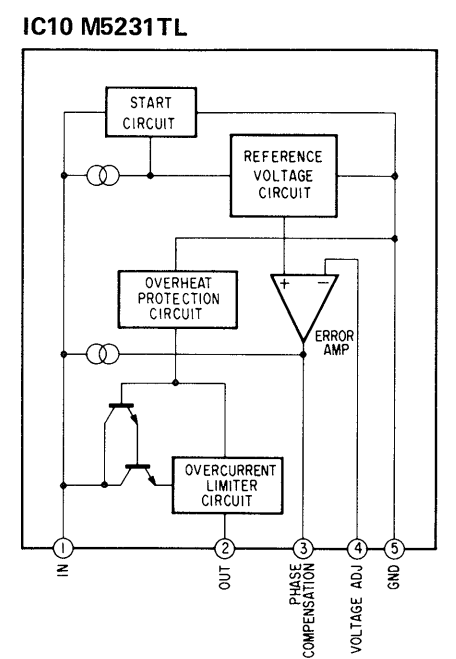 IC10 M5231TL
START
CIRCUIT
REFERENCE
VOLTAGE
CIRCUIT
OVERHEAT
PROTECTION
CIRCUIT
+
−
ERROR
AMP
OVERCURRENT
LIMITER
CIRCUIT
1
2
3
4
5
IN
OUT
PHASE
COMPENSATION
VOLTAGE ADJ
GND